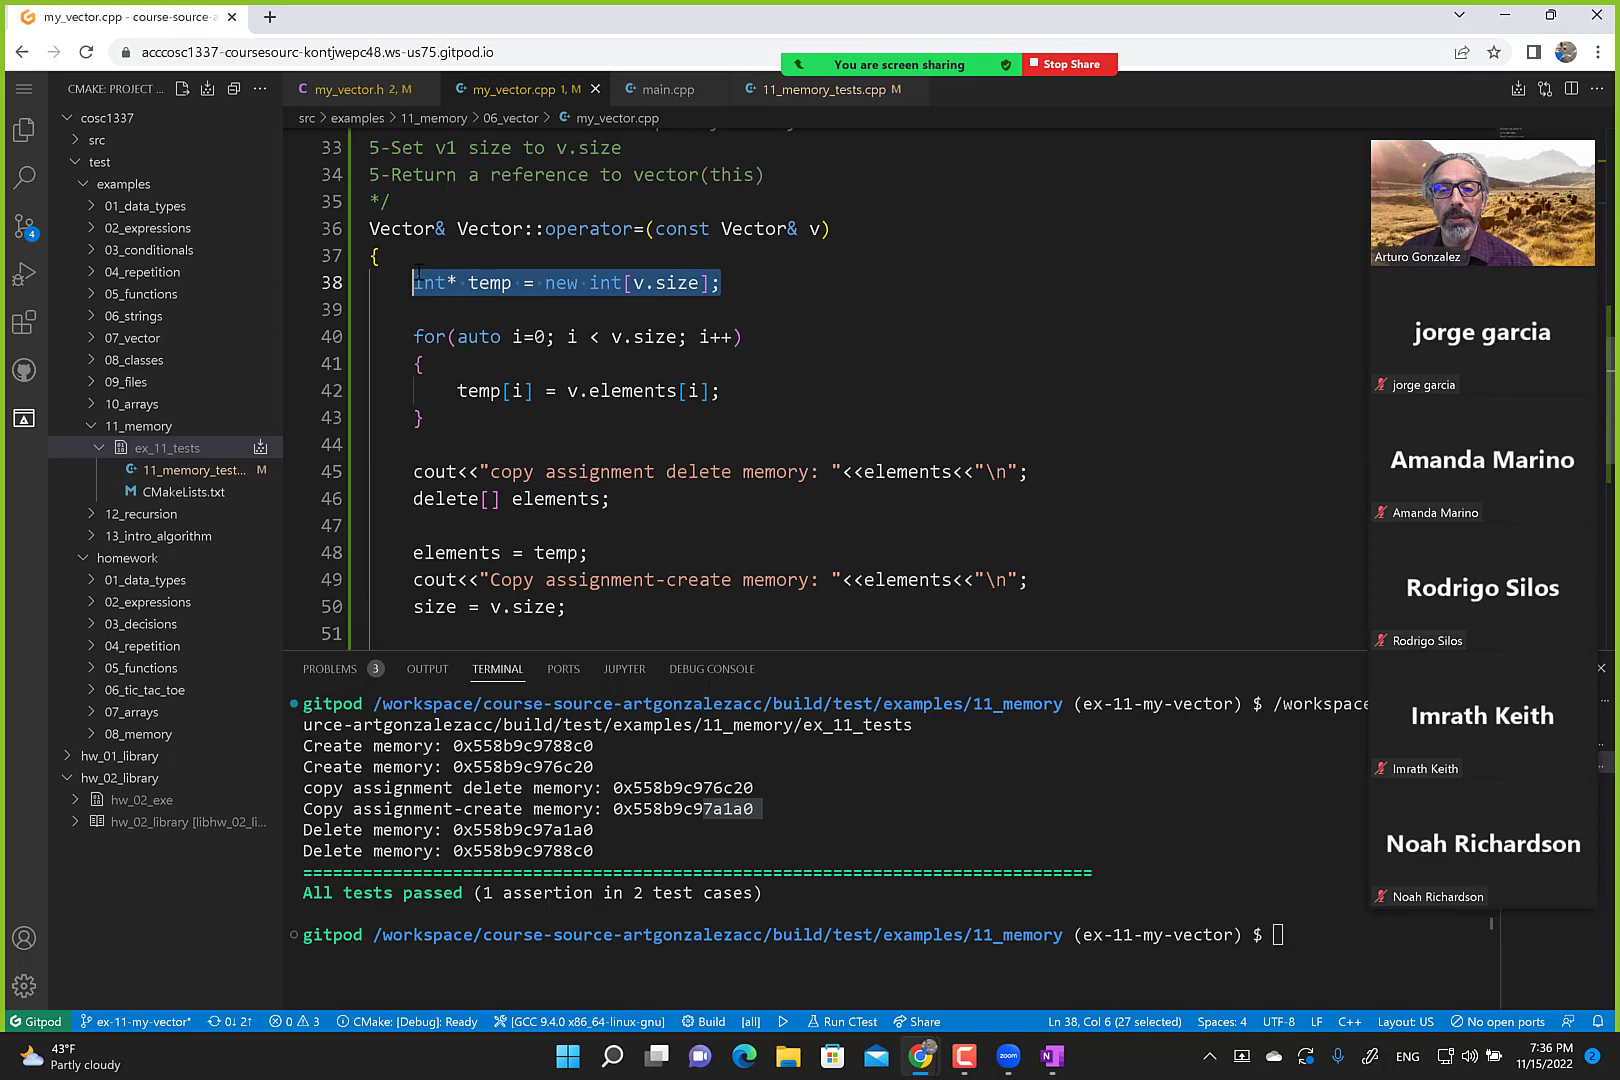 my_vector.cpp - course-source-a
acccosc1337-coursesourc-kontjwepc48.ws-us75.gitpod.io
You are screen sharing
Stop Share
CMAKE: PROJECT ...
my_vector.h 2, M
my_vector.cpp 1, M
main.cpp
11_memory_tests.cpp M
src > examples > 11_memory > 06_vector > my_vector.cpp
cosc1337
src
test
examples
01_data_types
02_expressions
03_conditionals
04_repetition
05_functions
06_strings
07_vector
08_classes
09_files
10_arrays
11_memory
ex_11_tests
11_memory_test... M
CMakeLists.txt
12_recursion
13_intro_algorithm
homework
01_data_types
02_expressions
03_decisions
04_repetition
05_functions
06_tic_tac_toe
07_arrays
08_memory
hw_01_library
hw_02_library
hw_02_exe
hw_02_library [libhw_02_li...
4
33 5-Set v1 size to v.size
34 5-Return a reference to vector(this)
35 */
36 Vector& Vector::operator=(const Vector& v)
37 {
38 int* temp = new int[v.size];
39
40 for(auto i=0; i < v.size; i++)
41 {
42 temp[i] = v.elements[i];
43 }
44
45 cout<<"copy assignment delete memory: "<<elements<<"\n";
46 delete[] elements;
47
48 elements = temp;
49 cout<<"Copy assignment-create memory: "<<elements<<"\n";
50 size = v.size;
51
PROBLEMS 3 OUTPUT TERMINAL PORTS JUPYTER DEBUG CONSOLE
gitpod /workspace/course-source-artgonzalezacc/build/test/examples/11_memory (ex-11-my-vector) $ /workspace
urce-artgonzalezacc/build/test/examples/11_memory/ex_11_tests
Create memory: 0x558b9c9788c0
Create memory: 0x558b9c976c20
copy assignment delete memory: 0x558b9c976c20
Copy assignment-create memory: 0x558b9c97a1a0
Delete memory: 0x558b9c97a1a0
Delete memory: 0x558b9c9788c0
===============================================================================
All tests passed (1 assertion in 2 test cases)
gitpod /workspace/course-source-artgonzalezacc/build/test/examples/11_memory (ex-11-my-vector) $
Arturo Gonzalez
jorge garcia
jorge garcia
Amanda Marino
Amanda Marino
Rodrigo Silos
Rodrigo Silos
Imrath Keith
Imrath Keith
Noah Richardson
Noah Richardson
Gitpod ex-11-my-vector* 0↓ 2↑ 0 3 CMake: [Debug]: Ready [GCC 9.4.0 x86_64-linux-gnu] Build [all] Run CTest Share Ln 38, Col 6 (27 selected) Spaces: 4 UTF-8 LF C++ Layout: US No open ports
43°F
Partly cloudy
zoom
ENG
7:36 PM
11/15/2022
2